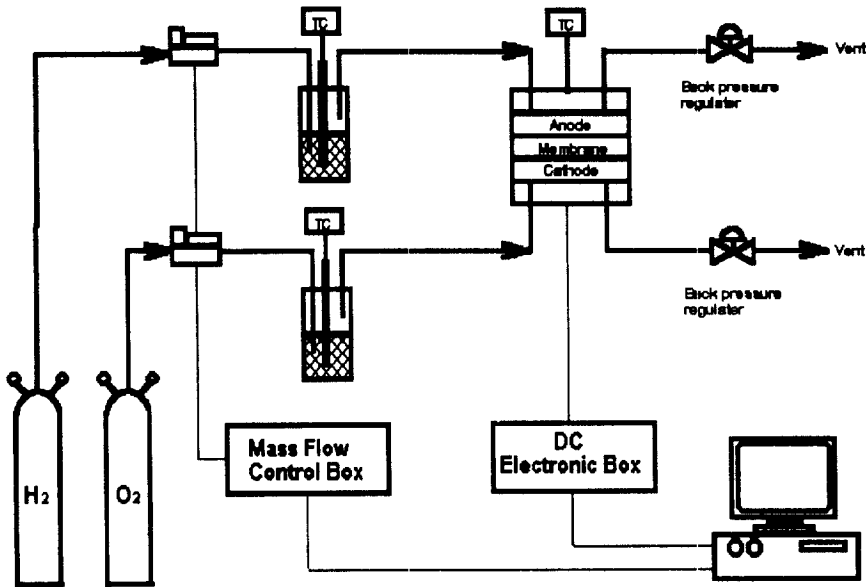 TC
TC
Vent
Back pressure
regulater
Anode
Membrane
Cathode
TC
Vent
Back pressure
regulater
Mass Flow
Control Box
DC
Electronic Box
H2
O2